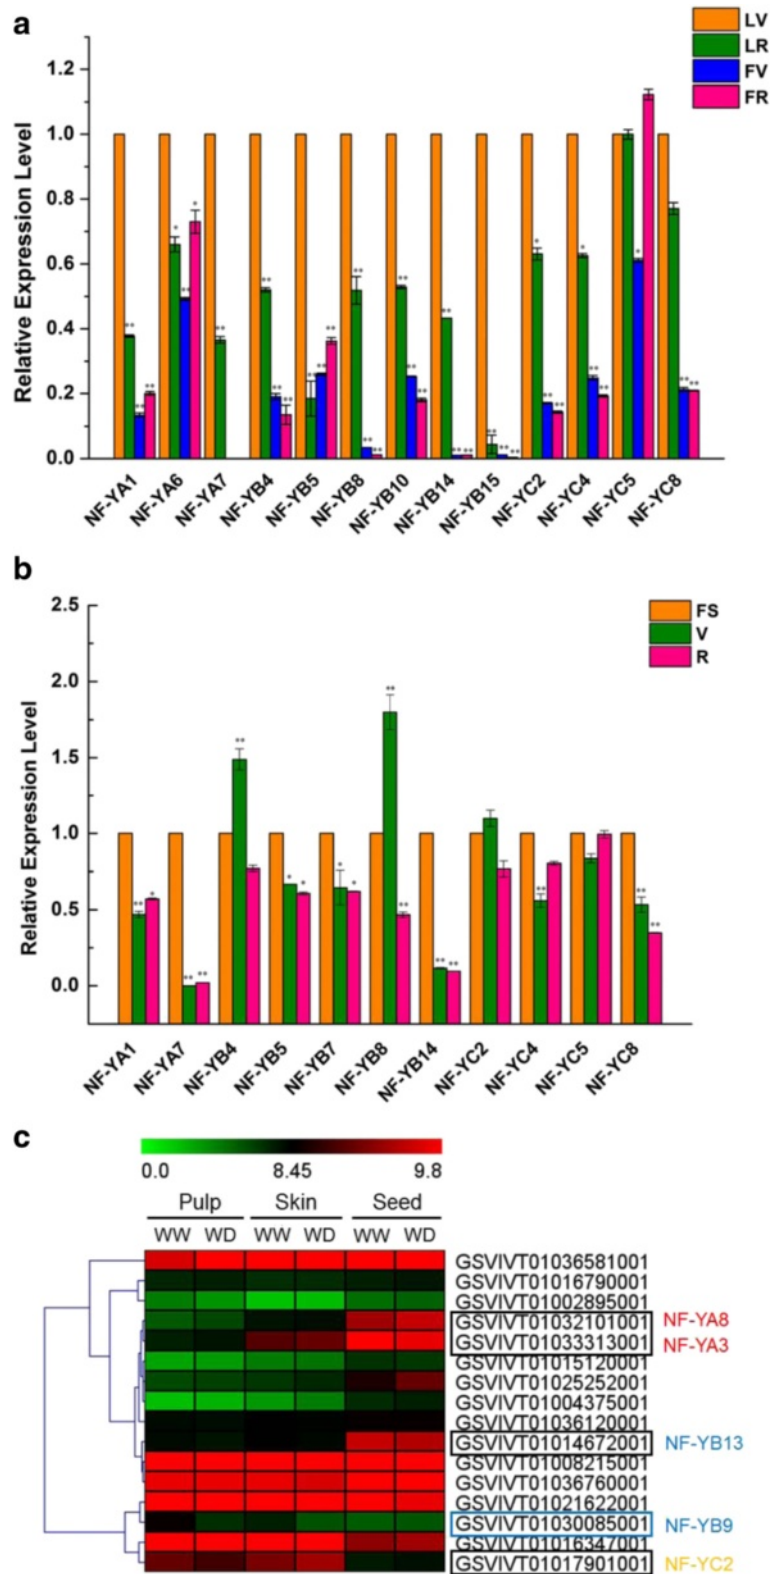 a
LV
LR
FV
FR
Relative Expression Level
1.2
1.0
0.8
0.6
0.4
0.2
0.0
** ** **
* *
**
** ** **
** ** **
** ** **
** ** **
** ** **
** ** **
* ** **
* ** **
**
** **
NF-YA1 NF-YA6 NF-YA7 NF-YB4 NF-YB5 NF-YB8 NF-YB10 NF-YB14 NF-YB15 NF-YC2 NF-YC4 NF-YC5 NF-YC8
b
FS
V
R
Relative Expression Level
2.5
2.0
1.5
1.0
0.5
0.0
** *
** **
**
* *
* *
** **
** **
**
** **
NF-YA1 NF-YA7 NF-YB4 NF-YB5 NF-YB7 NF-YB8 NF-YB14 NF-YC2 NF-YC4 NF-YC5 NF-YC8
c
0.0 8.45 9.8
Pulp Skin Seed
WW WD WW WD WW WD
GSVIVT01036581001
GSVIVT01016790001
GSVIVT01002895001
GSVIVT01032101001 NF-YA8
GSVIVT01033313001 NF-YA3
GSVIVT01015120001
GSVIVT01025252001
GSVIVT01004375001
GSVIVT01036120001
GSVIVT01014672001 NF-YB13
GSVIVT01008215001
GSVIVT01036760001
GSVIVT01021622001
GSVIVT01030085001 NF-YB9
GSVIVT01016347001
GSVIVT01017901001 NF-YC2